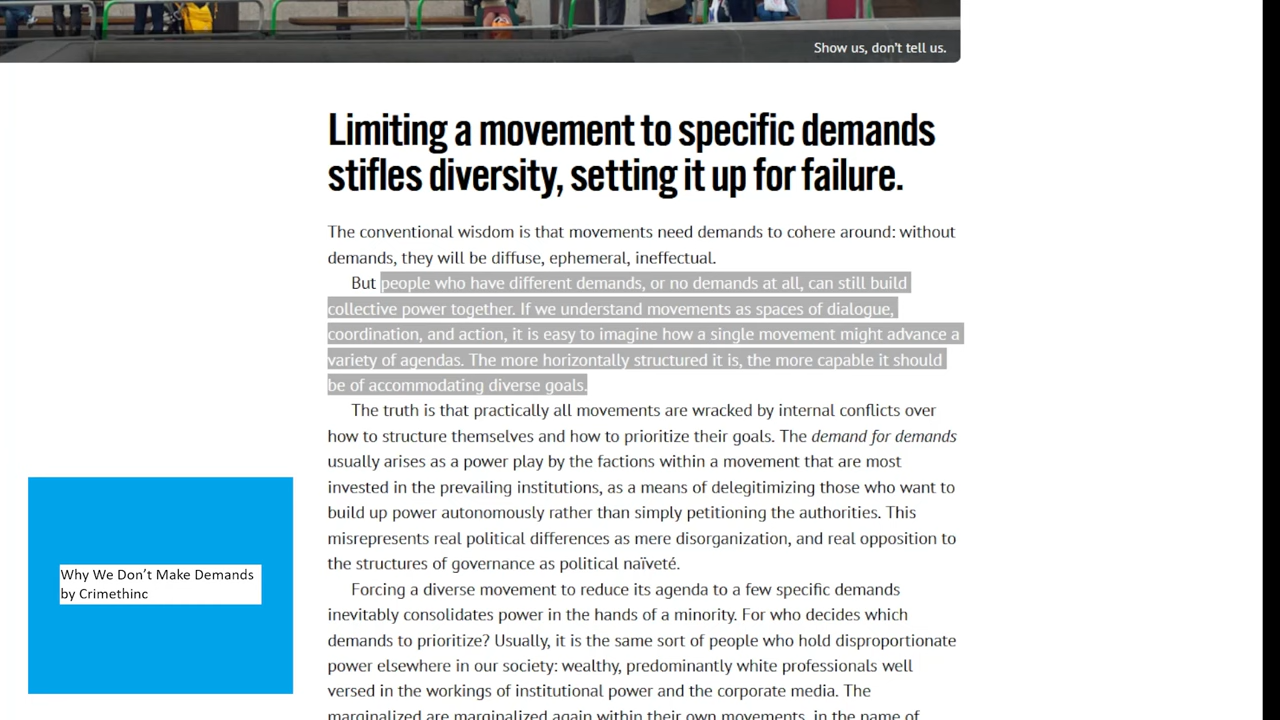 Show us, don't tell us.
Limiting a movement to specific demands
stifles diversity, setting it up for failure.
The conventional wisdom is that movements need demands to cohere around: without
demands, they will be diffuse, ephemeral, ineffectual.
But people who have different demands, or no demands at all, can still build
collective power together. If we understand movements as spaces of dialogue,
coordination, and action, it is easy to imagine how a single movement might advance a
variety of agendas. The more horizontally structured it is, the more capable it should
be of accommodating diverse goals.
The truth is that practically all movements are wracked by internal conflicts over
how to structure themselves and how to prioritize their goals. The demand for demands
usually arises as a power play by the factions within a movement that are most
invested in the prevailing institutions, as a means of delegitimizing those who want to
build up power autonomously rather than simply petitioning the authorities. This
misrepresents real political differences as mere disorganization, and real opposition to
the structures of governance as political naïveté.
Forcing a diverse movement to reduce its agenda to a few specific demands
inevitably consolidates power in the hands of a minority. For who decides which
demands to prioritize? Usually, it is the same sort of people who hold disproportionate
power elsewhere in our society: wealthy, predominantly white professionals well
versed in the workings of institutional power and the corporate media. The
marginalized are marginalized again within their own movements, in the name of
Why We Don't Make Demands
by Crimethinc